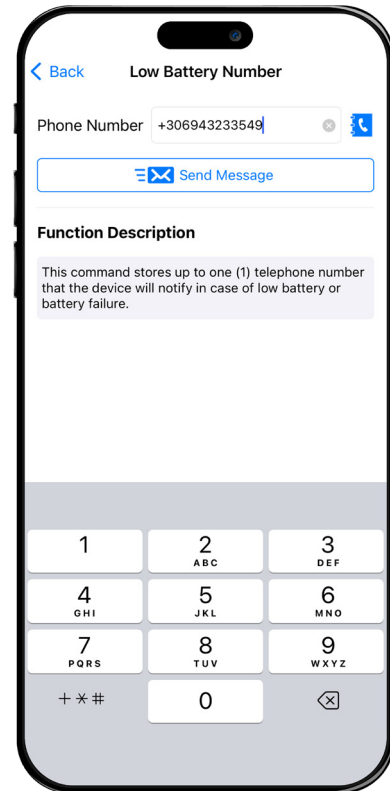 Back Low Battery Number
Phone Number +306943233549
Send Message
Function Description
This command stores up to one (1) telephone number
that the device will notify in case of low battery or
battery failure.
1 2 3
ABC DEF
4 5 6
GHI JKL MNO
7 8 9
PQRS TUV WXYZ
+*# 0